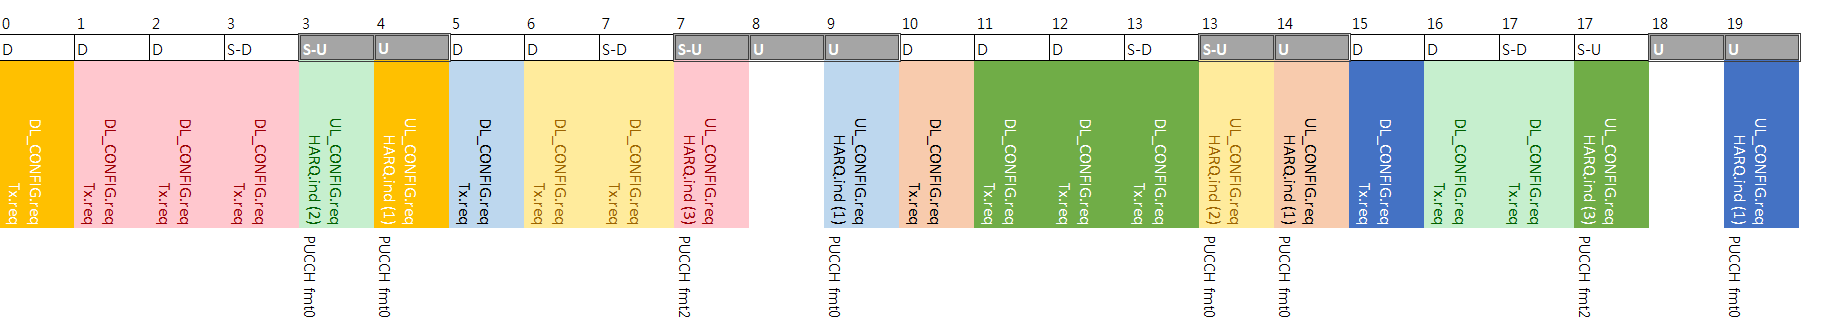 0 1 2 3 3 4 5 6 7 7 8 9 10 11 12 13 13 14 15 16 17 17 18 19
D D D S-D S-U U D D S-D S-U U U D D D S-D S-U U D D S-D S-U U U
DL_CONFIG.req
Tx.req
DL_CONFIG.req
Tx.req
DL_CONFIG.req
Tx.req
DL_CONFIG.req
Tx.req
UL_CONFIG.req
HARQ.ind (2)
UL_CONFIG.req
HARQ.ind (1)
DL_CONFIG.req
Tx.req
DL_CONFIG.req
Tx.req
DL_CONFIG.req
Tx.req
UL_CONFIG.req
HARQ.ind (3)
UL_CONFIG.req
HARQ.ind (1)
DL_CONFIG.req
Tx.req
DL_CONFIG.req
Tx.req
DL_CONFIG.req
Tx.req
DL_CONFIG.req
Tx.req
UL_CONFIG.req
HARQ.ind (2)
UL_CONFIG.req
HARQ.ind (1)
DL_CONFIG.req
Tx.req
DL_CONFIG.req
Tx.req
DL_CONFIG.req
Tx.req
UL_CONFIG.req
HARQ.ind (3)
UL_CONFIG.req
HARQ.ind (1)
PUCCH fmt0
PUCCH fmt0
PUCCH fmt2
PUCCH fmt0
PUCCH fmt0
PUCCH fmt0
PUCCH fmt2
PUCCH fmt0